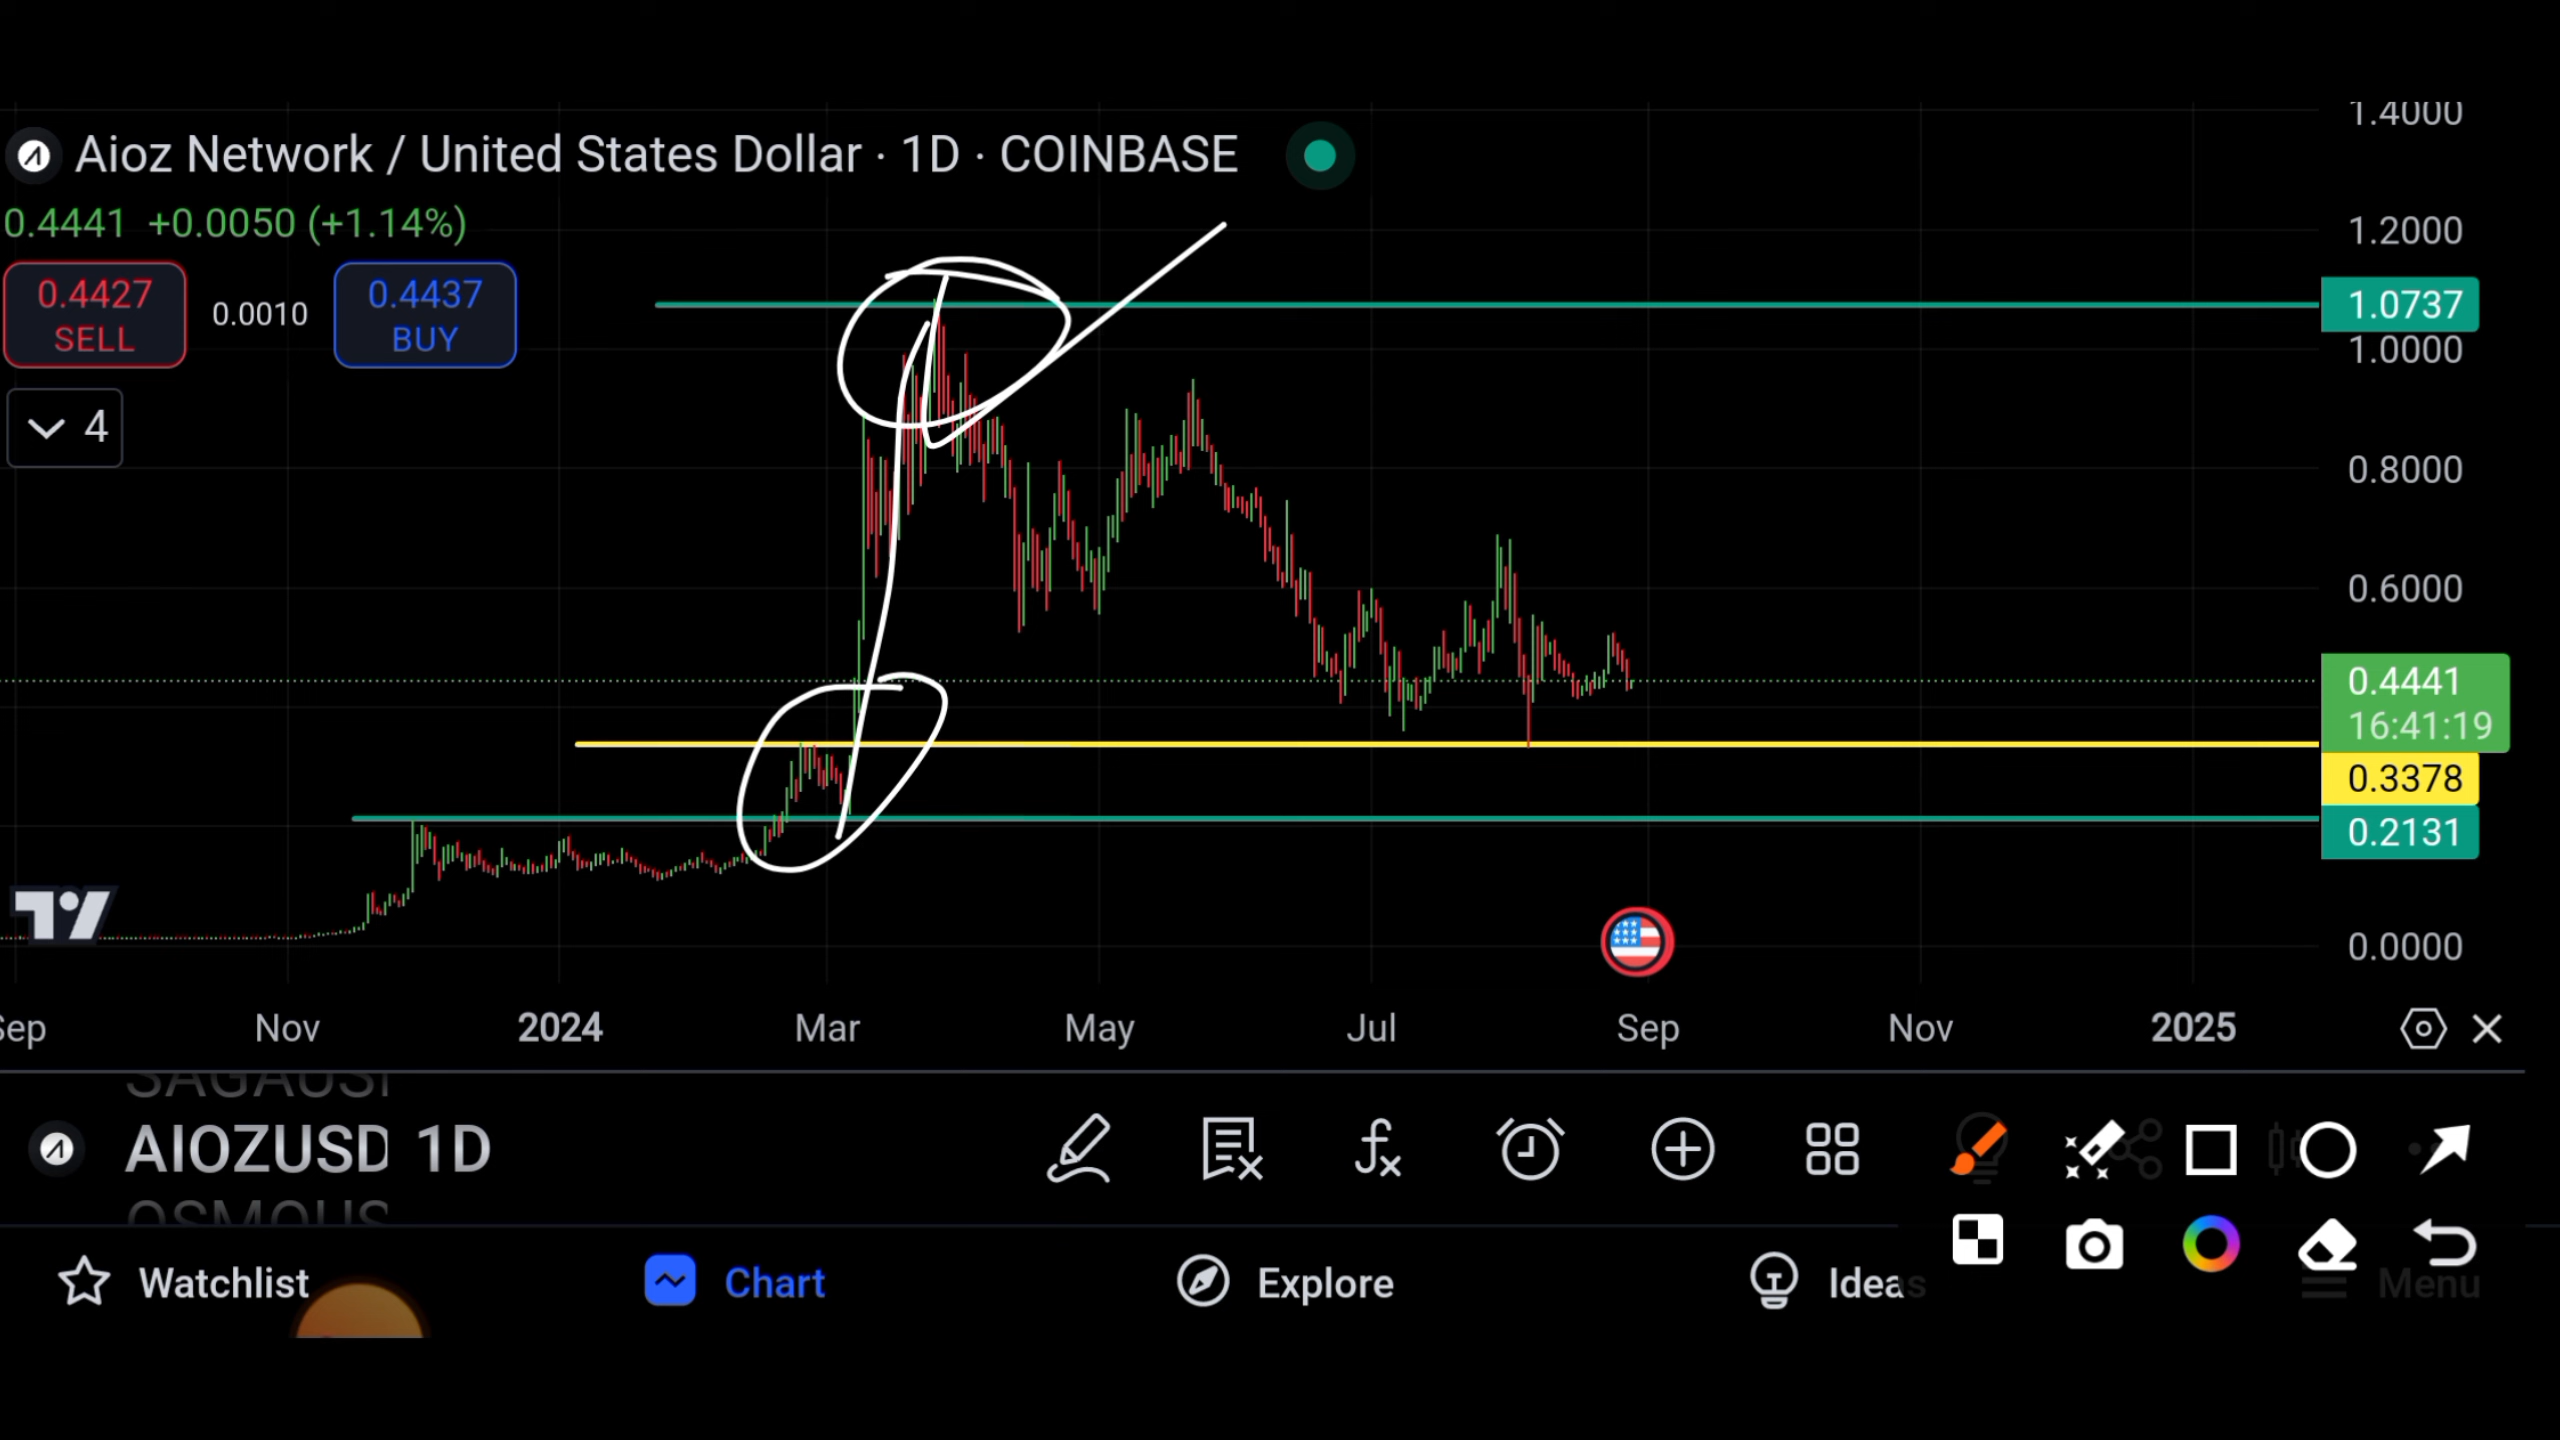 Aioz Network / United States Dollar · 1D · COINBASE
0.4441 +0.0050 (+1.14%)
0.4427 SELL 0.0010 0.4437 BUY
4
1.4000
1.2000
1.0737
1.0000
0.8000
0.6000
0.4441
16:41:19
0.3378
0.2131
0.0000
Sep Nov 2024 Mar May Jul Sep Nov 2025
AIOZUSD 1D
Watchlist Chart Explore Ideas Menu